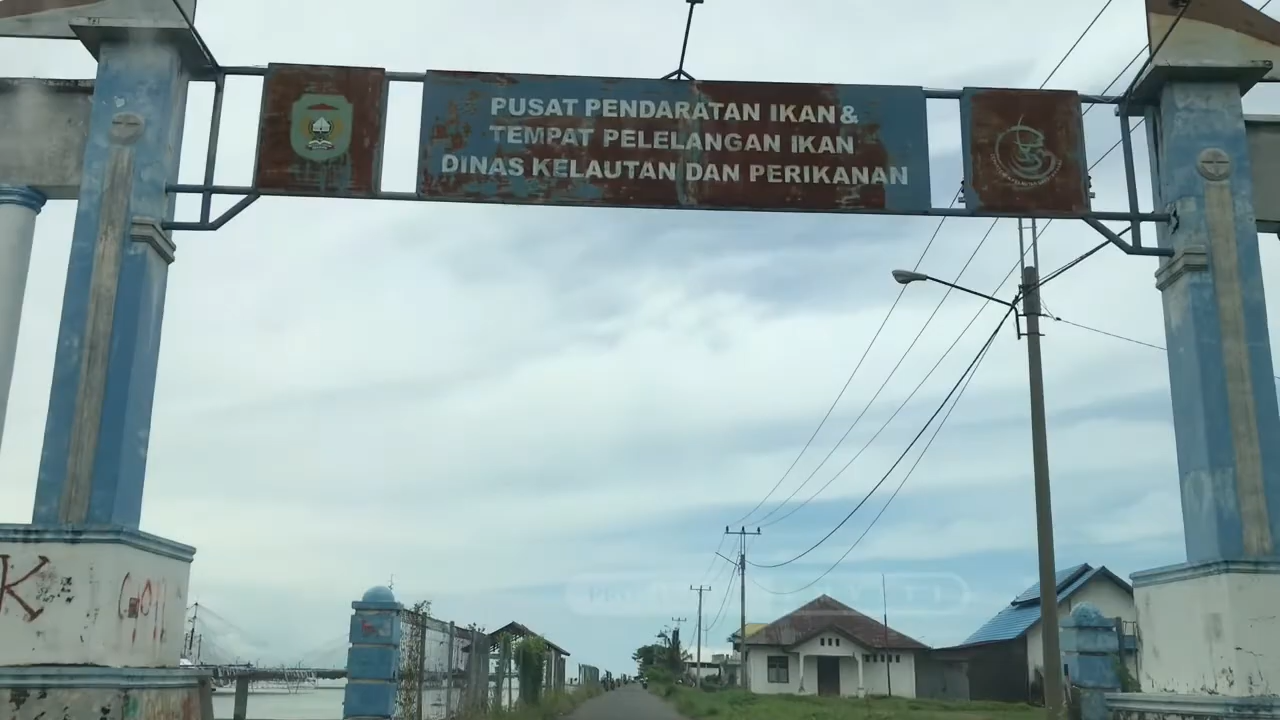 PUSAT PENDARATAN IKAN &
TEMPAT PELELANGAN IKAN
DINAS KELAUTAN DAN PERIKANAN
K